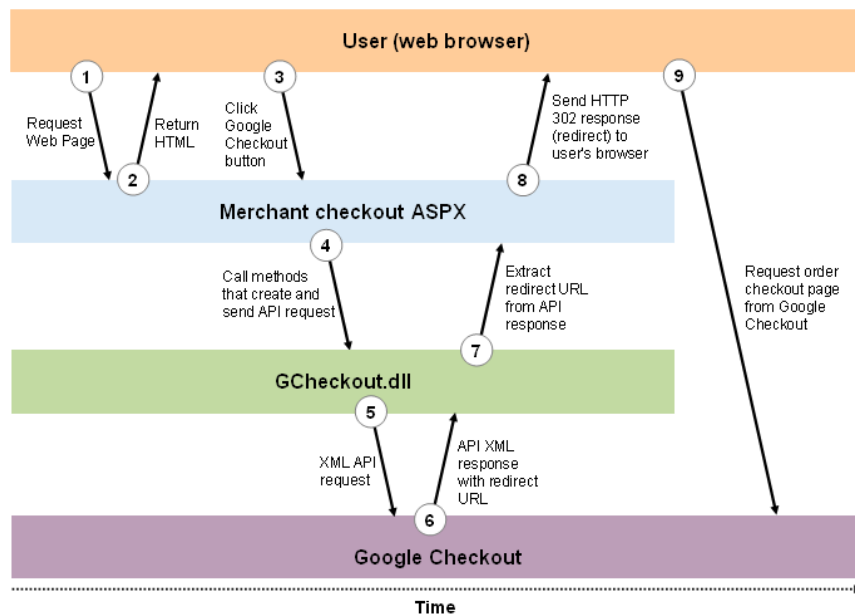 User (web browser)
1
3
9
Request
Web Page
Return
HTML
Click
Google
Checkout
button
Send HTTP
302 response
(redirect) to
user's browser
2
8
Merchant checkout ASPX
4
Call methods
that create and
send API request
Extract
redirect URL
from API
response
Request order
checkout page
from Google
Checkout
7
GCheckout.dll
5
XML API
request
API XML
response
with redirect
URL
6
Google Checkout
Time